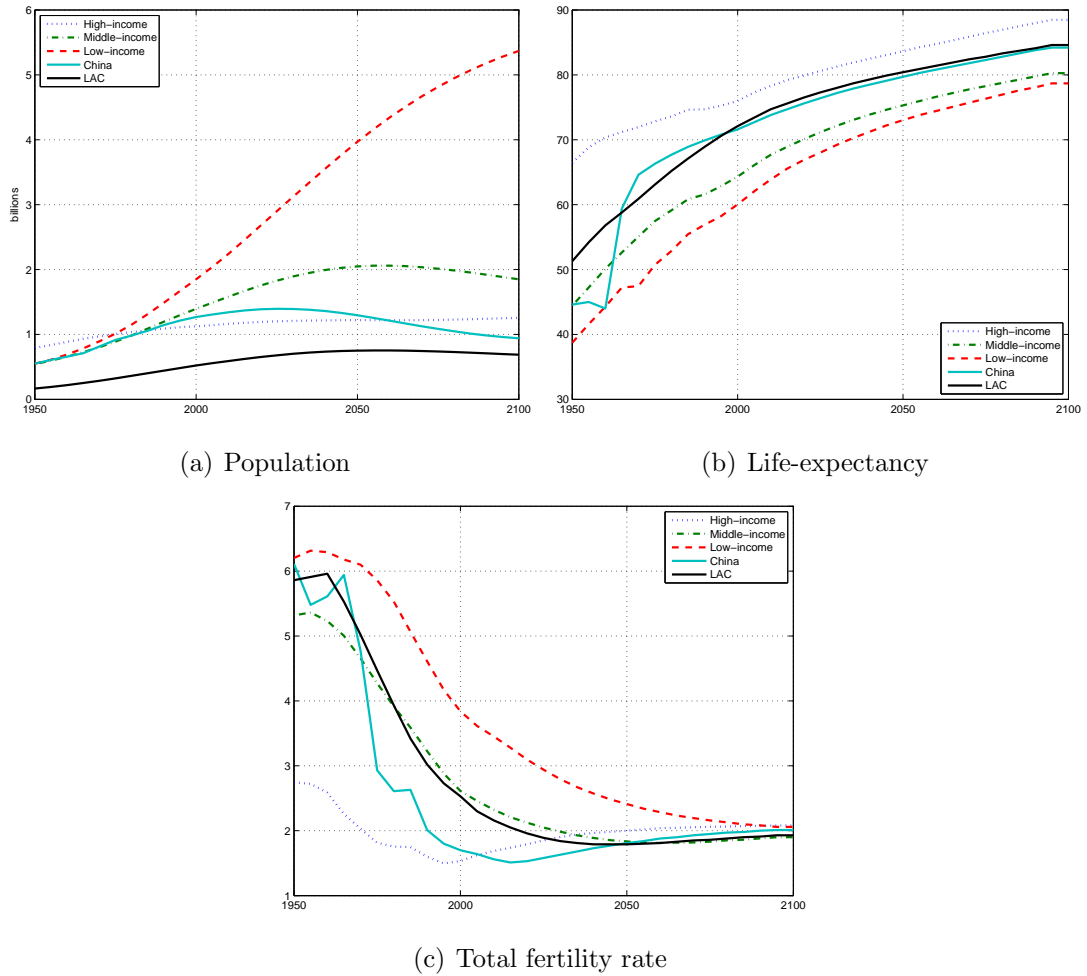 6
5
4
3
2
1
0
billions
1950
2000
2050
2100
High−income
Middle−income
Low−income
China
LAC
(a) Population
90
80
70
60
50
40
30
1950
2000
2050
2100
High−income
Middle−income
Low−income
China
LAC
(b) Life-expectancy
7
6
5
4
3
2
1
1950
2000
2050
2100
High−income
Middle−income
Low−income
China
LAC
(c) Total fertility rate